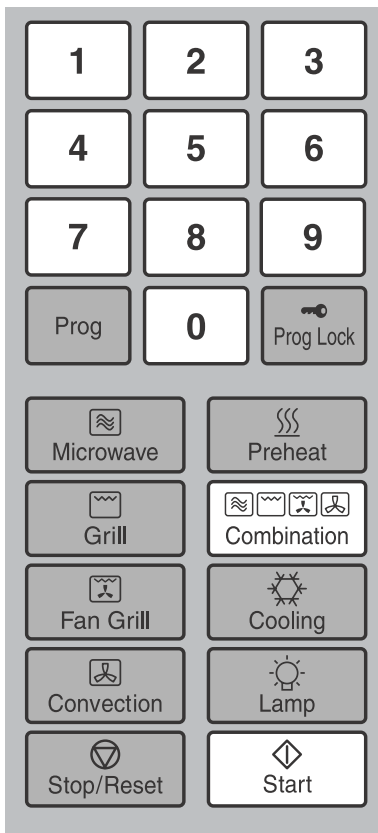 1 2 3
4 5 6
7 8 9
Prog 0 Prog Lock
Microwave Preheat
Grill Combination
Fan Grill Cooling
Convection Lamp
Stop/Reset Start